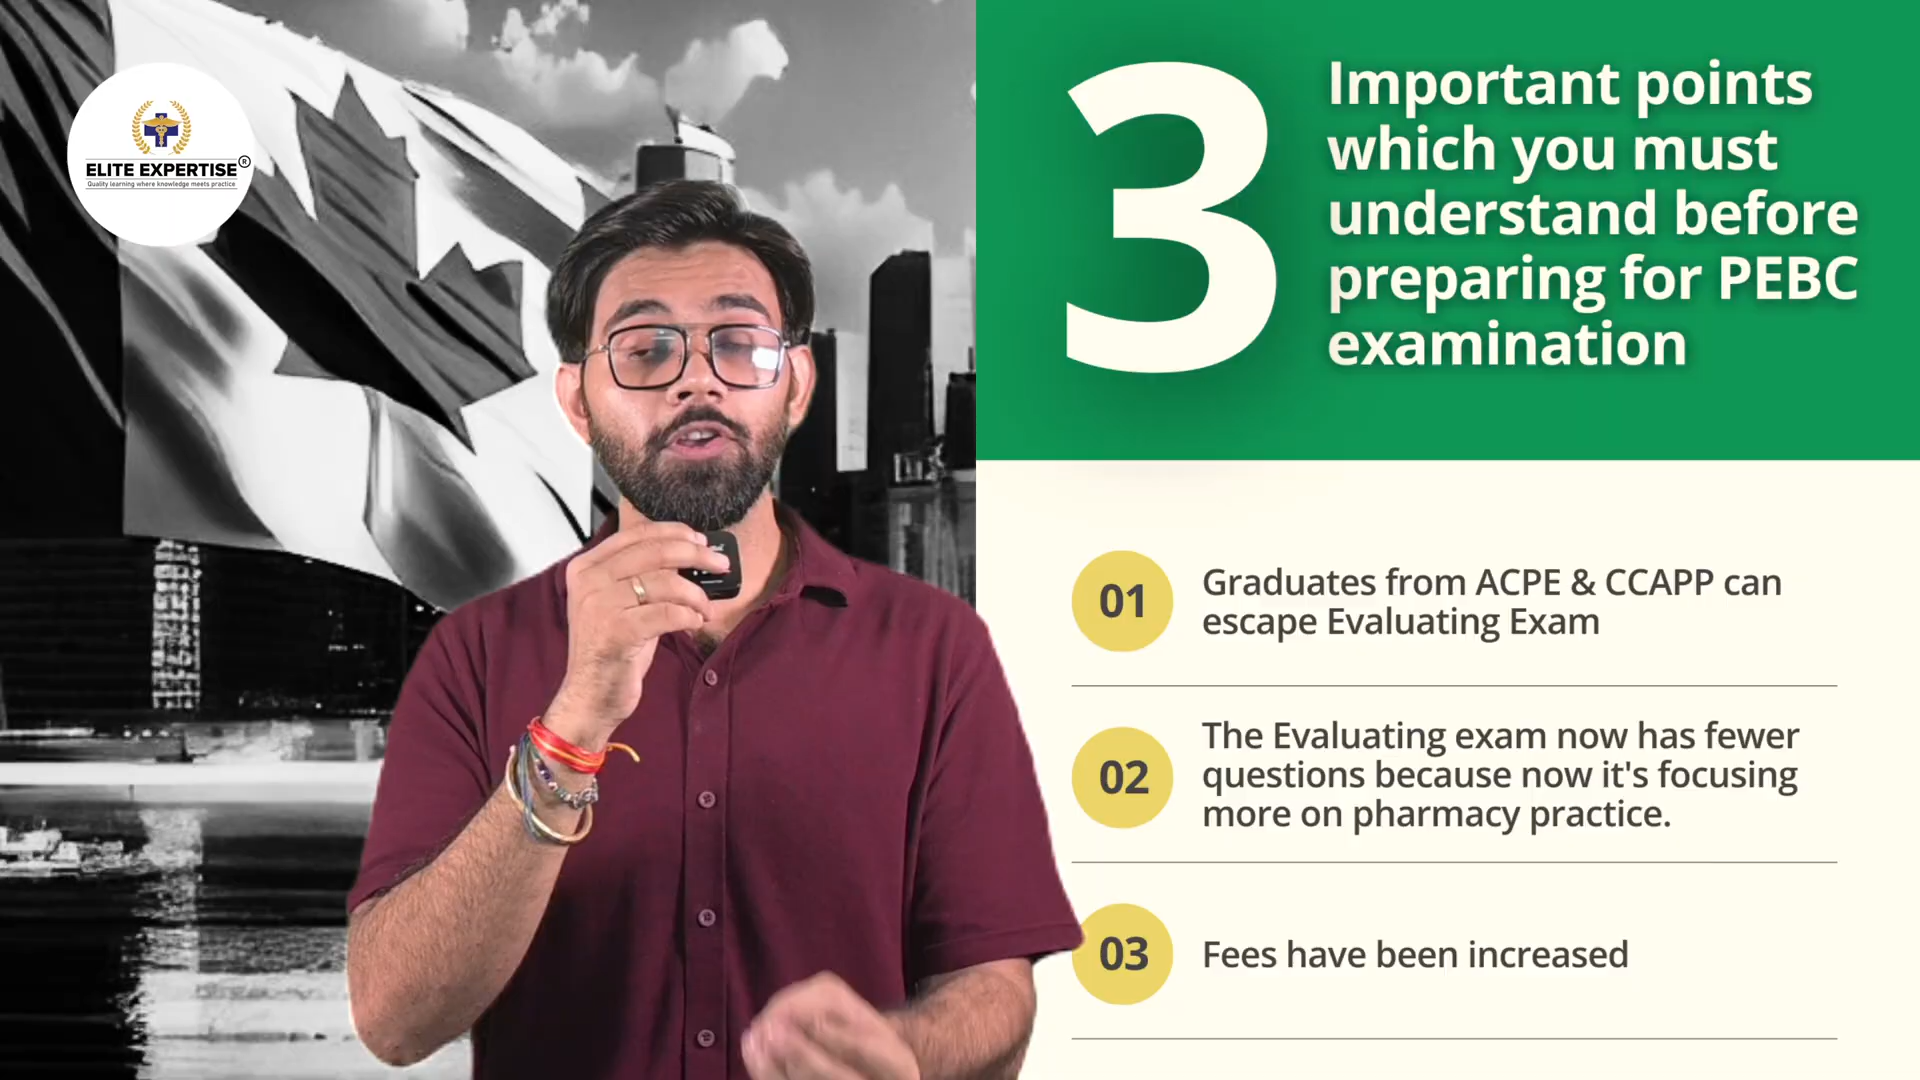 ELITE EXPERTISE®
Quality learning where knowledge meets practice
3
Important points
which you must
understand before
preparing for PEBC
examination
01
Graduates from ACPE & CCAPP can
escape Evaluating Exam
02
The Evaluating exam now has fewer
questions because now it's focusing
more on pharmacy practice.
03
Fees have been increased